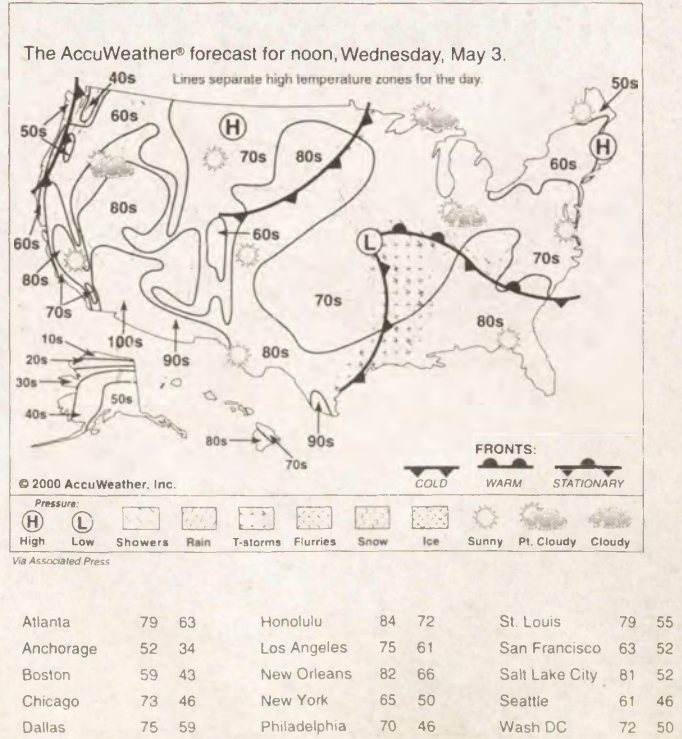 The AccuWeather® forecast for noon, Wednesday, May 3.
Lines separate high temperature zones for the day.
40s
50s
60s
H
50s
70s
80s
H
60s
80s
60s
60s
L
70s
80s
70s
70s
80s
10s
100s
90s
80s
20s
30s
50s
40s
80s
70s
90s
FRONTS:
COLD WARM STATIONARY
© 2000 AccuWeather, Inc.
Pressure:
H L
High Low Showers Rain T-storms Flurries Snow Ice Sunny Pt. Cloudy Cloudy
Via Associated Press
Atlanta 79 63 Honolulu 84 72 St. Louis 79 55
Anchorage 52 34 Los Angeles 75 61 San Francisco 63 52
Boston 59 43 New Orleans 82 66 Salt Lake City 81 52
Chicago 73 46 New York 65 50 Seattle 61 46
Dallas 75 59 Philadelphia 70 46 Wash DC 72 50